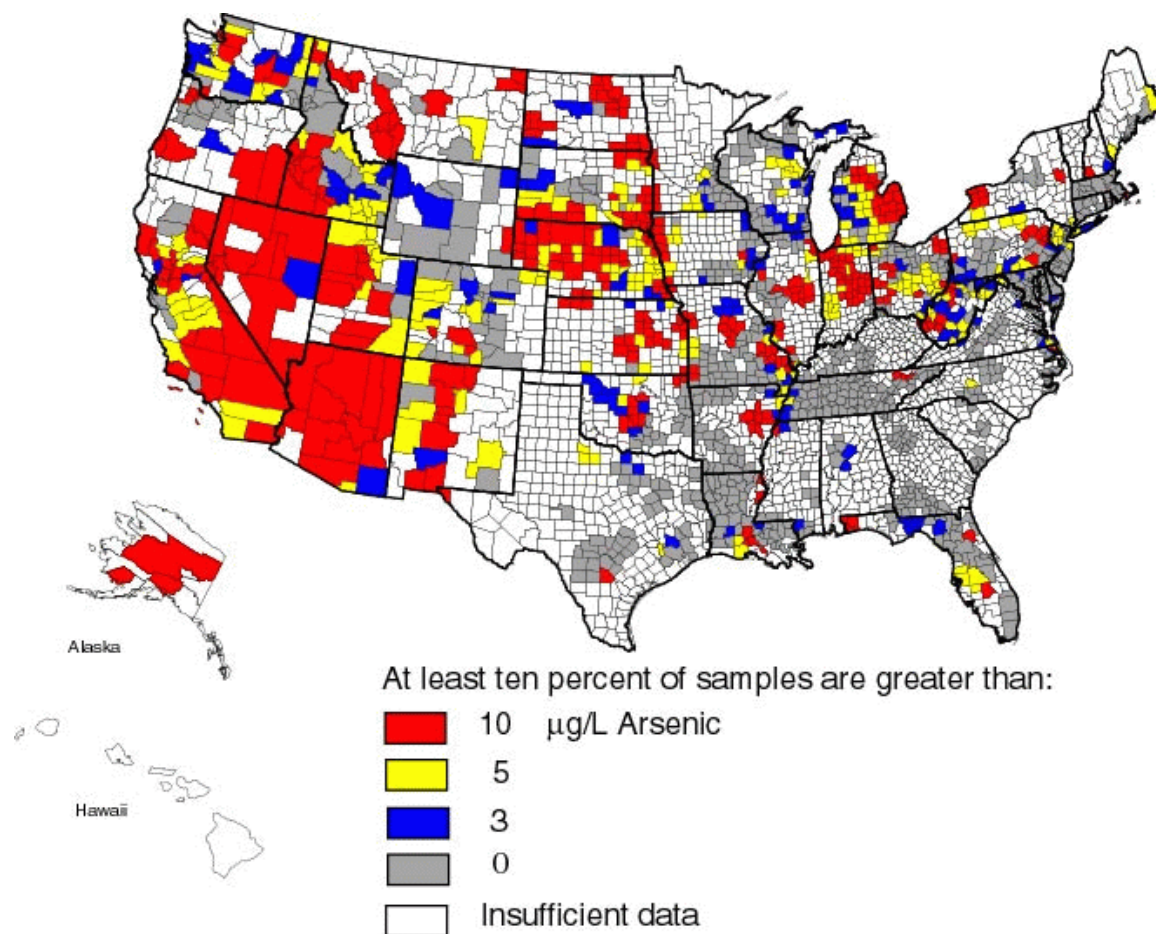 Alaska
Hawaii
At least ten percent of samples are greater than:
10 μg/L Arsenic
5
3
0
Insufficient data